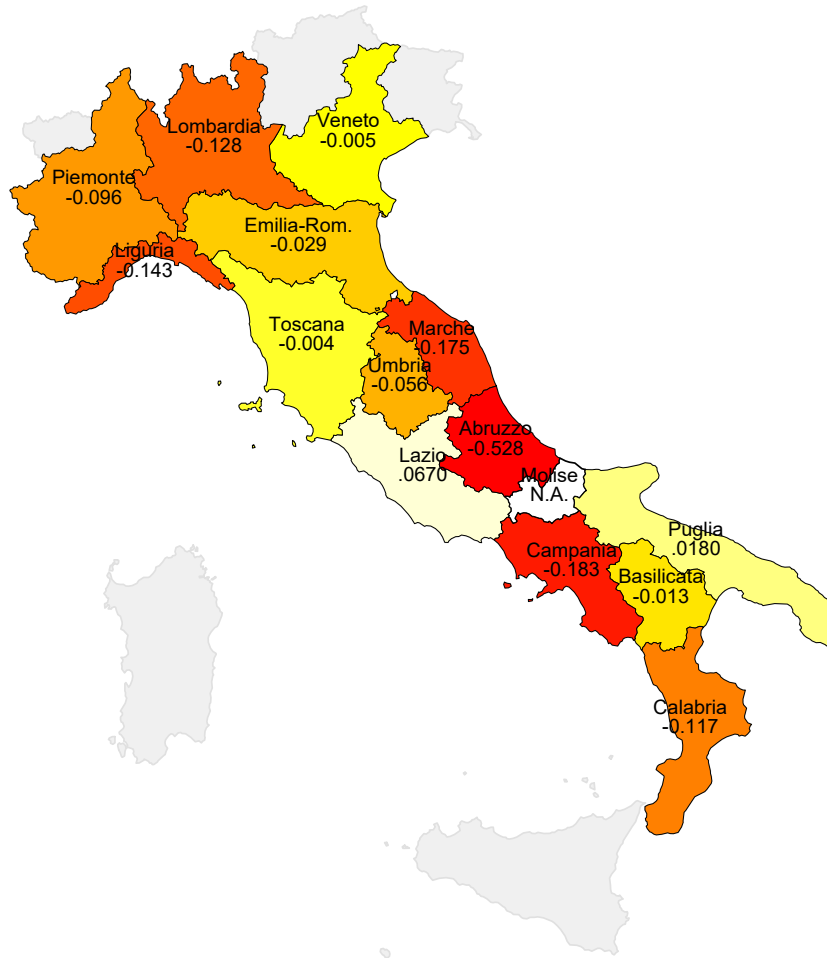 Veneto
-0.005
Lombardia
-0.128
Piemonte
-0.096
Emilia-Rom.
-0.029
Liguria
-0.143
Toscana
-0.004
Marche
-0.175
Umbria
-0.056
Abruzzo
-0.528
Lazio
.0670
Molise
N.A.
Puglia
.0180
Campania
-0.183
Basilicata
-0.013
Calabria
-0.117